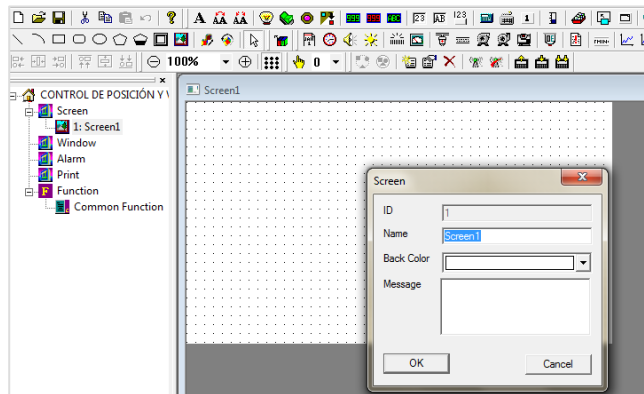 100%
0
CONTROL DE POSICIÓN Y
Screen
1: Screen1
Window
Alarm
Print
Function
Common Function
Screen1
Screen
ID
1
Name
Screen1
Back Color
Message
OK
Cancel